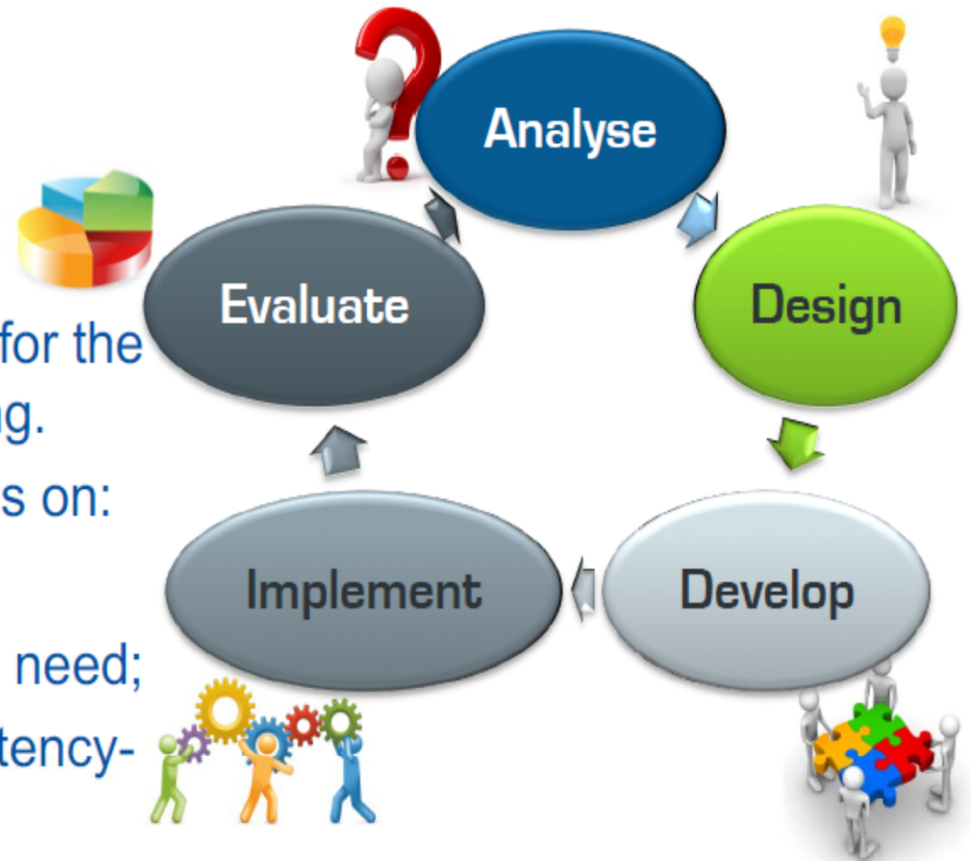 Analyse
Evaluate
Design
for the
g.
s on:
Implement
Develop
need;
tency-